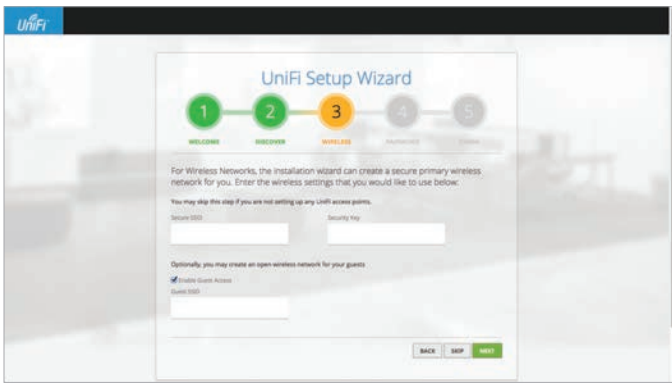 UniFi
UniFi Setup Wizard
1 2 3 4 5
WELCOME DISCOVER WIRELESS
For Wireless Networks, the installation wizard can create a secure primary wireless
network for you. Enter the wireless settings that you would like to use below:
You may skip this step if you are not setting up any UniFi access points.
Secure SSID Security Key
Optionally, you may create an open wireless network for your guests
Enable Guest Access
Guest SSID
BACK SKIP NEXT